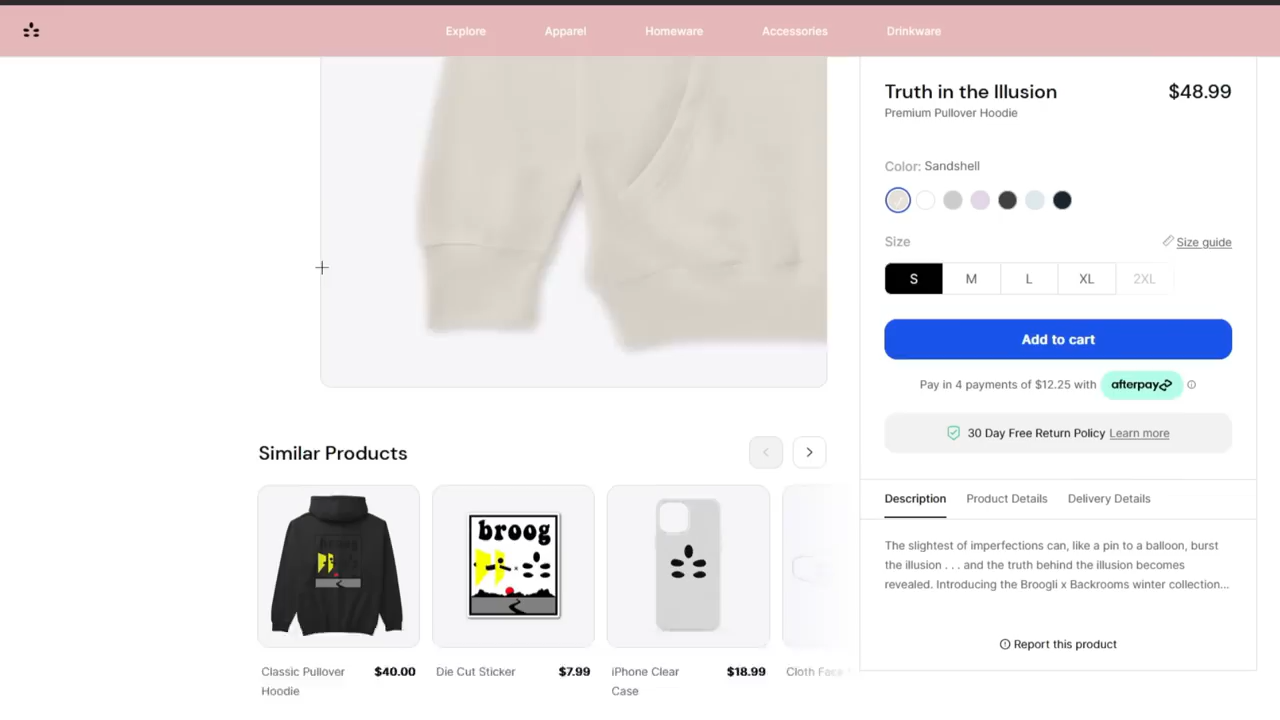 Explore Apparel Homeware Accessories Drinkware
Truth in the Illusion $48.99
Premium Pullover Hoodie
Color: Sandshell
Size Size guide
S M L XL 2XL
Add to cart
Pay in 4 payments of $12.25 with afterpay
30 Day Free Return Policy Learn more
Description Product Details Delivery Details
The slightest of imperfections can, like a pin to a balloon, burst
the illusion . . . and the truth behind the illusion becomes
revealed. Introducing the Broogli x Backrooms winter collection...
Report this product
Similar Products
broog
broog
Classic Pullover $40.00 Die Cut Sticker $7.99 iPhone Clear $18.99 Cloth Face
Hoodie Case